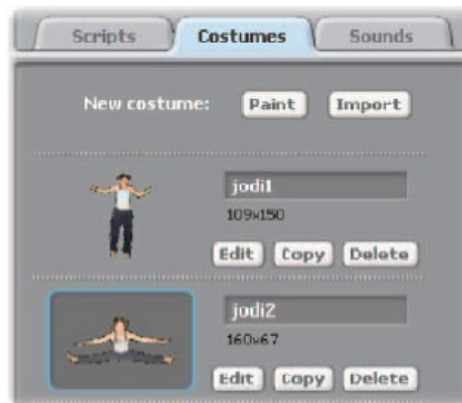 Scripts Costumes Sounds
New costume: Paint Import
jodi1
109x150
Edit Copy Delete
jodi2
160x67
Edit Copy Delete